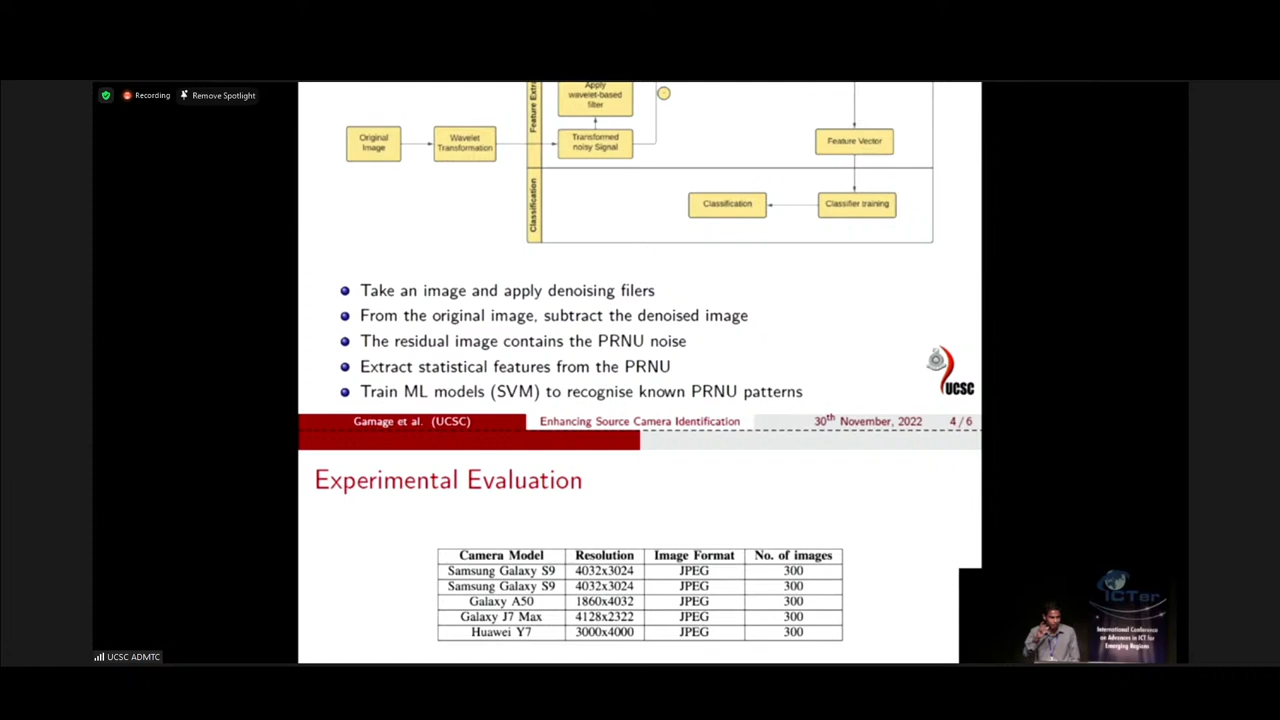 Recording
Remove Spotlight
Apply
wavelet-based
filter
Feature Extr
Original
Image
Wavelet
Transformation
Transformed
noisy Signal
Feature Vector
Classification
Classification
Classifier training
Take an image and apply denoising filers
From the original image, subtract the denoised image
The residual image contains the PRNU noise
Extract statistical features from the PRNU
Train ML models (SVM) to recognise known PRNU patterns
UCSC
Gamage et al. (UCSC) Enhancing Source Camera Identification 30th November, 2022 4 / 6
Experimental Evaluation
Camera Model Resolution Image Format No. of images
Samsung Galaxy S9 4032x3024 JPEG 300
Samsung Galaxy S9 4032x3024 JPEG 300
Galaxy A50 1860x4032 JPEG 300
Galaxy J7 Max 4128x2322 JPEG 300
Huawei Y7 3000x4000 JPEG 300
ICTer
International Conference
on Advances in ICT for
Emerging Regions
UCSC ADMTC